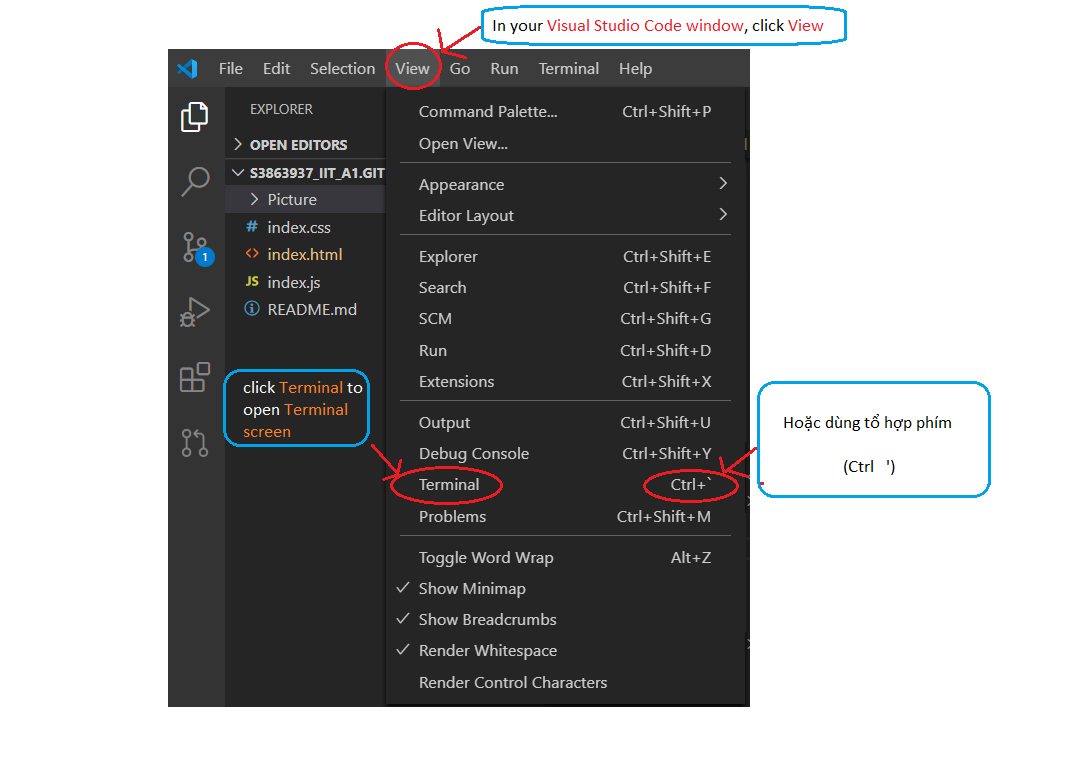 In your Visual Studio Code window, click View
File Edit Selection View Go Run Terminal Help
EXPLORER
OPEN EDITORS
S3863937_IIT_A1.GIT
Picture
# index.css
<> index.html
JS index.js
README.md
1
Command Palette... Ctrl+Shift+P
Open View...
Appearance
Editor Layout
Explorer Ctrl+Shift+E
Search Ctrl+Shift+F
SCM Ctrl+Shift+G
Run Ctrl+Shift+D
Extensions Ctrl+Shift+X
Output Ctrl+Shift+U
Debug Console Ctrl+Shift+Y
Terminal Ctrl+`
Problems Ctrl+Shift+M
Toggle Word Wrap Alt+Z
Show Minimap
Show Breadcrumbs
Render Whitespace
Render Control Characters
click Terminal to
open Terminal
screen
Hoặc dùng tổ hợp phím
(Ctrl ')